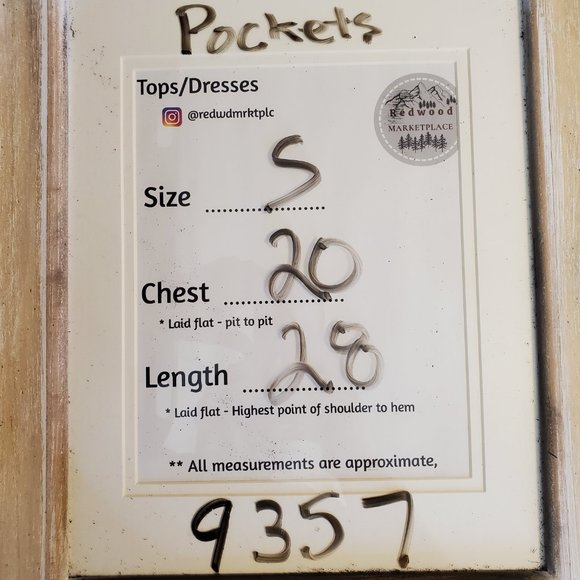 Pockets
Tops/Dresses
@redwdmrktplc
Redwood
MARKETPLACE
Size S
Chest 20
* Laid flat - pit to pit
Length 28
* Laid flat - Highest point of shoulder to hem
** All measurements are approximate,
9357